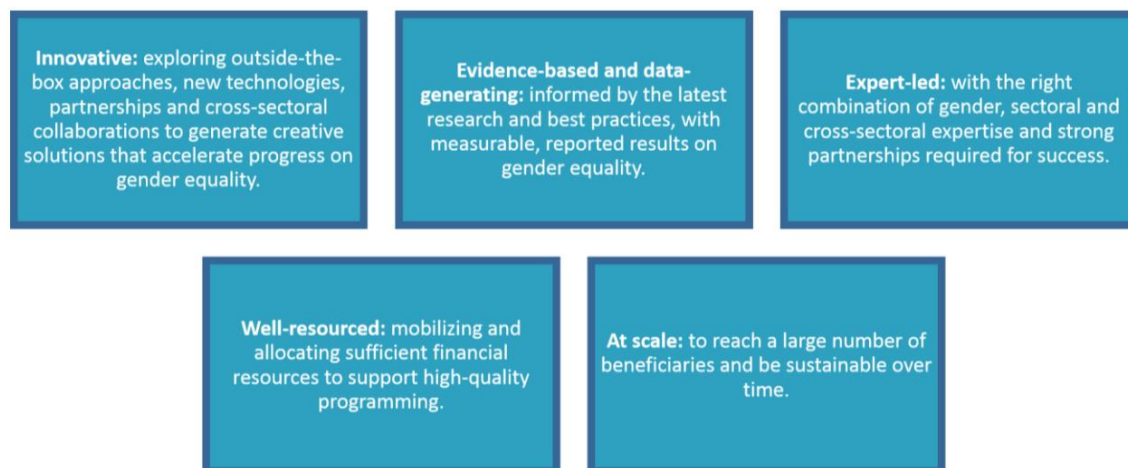 Innovative: exploring outside-the-
box approaches, new technologies,
partnerships and cross-sectoral
collaborations to generate creative
solutions that accelerate progress on
gender equality.
Evidence-based and data-
generating: informed by the latest
research and best practices, with
measurable, reported results on
gender equality.
Expert-led: with the right
combination of gender, sectoral and
cross-sectoral expertise and strong
partnerships required for success.
Well-resourced: mobilizing and
allocating sufficient financial
resources to support high-quality
programming.
At scale: to reach a large number of
beneficiaries and be sustainable over
time.